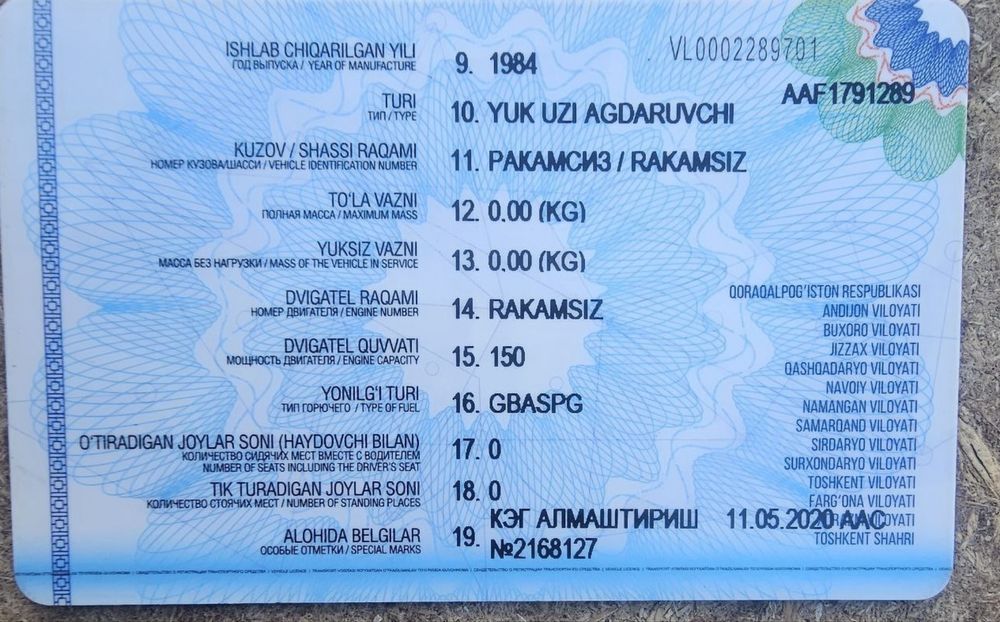 VL0002289701
AAF1791289
ISHLAB CHIQARILGAN YILI
ГОД ВЫПУСКА / YEAR OF MANUFACTURE
9. 1984
TURI
ТИП / TYPE
10. YUK UZI AGDARUVCHI
KUZOV / SHASSI RAQAMI
НОМЕР КУЗОВА/ШАССИ / VEHICLE IDENTIFICATION NUMBER
11. РАКАМСИЗ / RAKAMSIZ
TO'LA VAZNI
ПОЛНАЯ МАССА / MAXIMUM MASS
12. 0.00 (KG)
YUKSIZ VAZNI
МАССА БЕЗ НАГРУЗКИ / MASS OF THE VEHICLE IN SERVICE
13. 0.00 (KG)
DVIGATEL RAQAMI
НОМЕР ДВИГАТЕЛЯ / ENGINE NUMBER
14. RAKAMSIZ
DVIGATEL QUVVATI
МОЩНОСТЬ ДВИГАТЕЛЯ / ENGINE CAPACITY
15. 150
YONILG'I TURI
ТИП ГОРЮЧЕГО / TYPE OF FUEL
16. GBASPG
O'TIRADIGAN JOYLAR SONI (HAYDOVCHI BILAN)
КОЛИЧЕСТВО СИДЯЧИХ МЕСТ ВМЕСТЕ С ВОДИТЕЛЕМ
NUMBER OF SEATS INCLUDING THE DRIVER'S SEAT
17. 0
TIK TURADIGAN JOYLAR SONI
КОЛИЧЕСТВО СТОЯЧИХ МЕСТ / NUMBER OF STANDING PLACES
18. 0
ALOHIDA BELGILAR
ОСОБЫЕ ОТМЕТКИ / SPECIAL MARKS
19. КЭГ АЛМАШТИРИШ 11.05.2020 ААС
№2168127
QORAQALPOG'ISTON RESPUBLIKASI
ANDIJON VILOYATI
BUXORO VILOYATI
JIZZAX VILOYATI
QASHQADARYO VILOYATI
NAVOIY VILOYATI
NAMANGAN VILOYATI
SAMARQAND VILOYATI
SIRDARYO VILOYATI
SURXONDARYO VILOYATI
TOSHKENT VILOYATI
FARG'ONA VILOYATI
VILOYATI
TOSHKENT SHAHRI